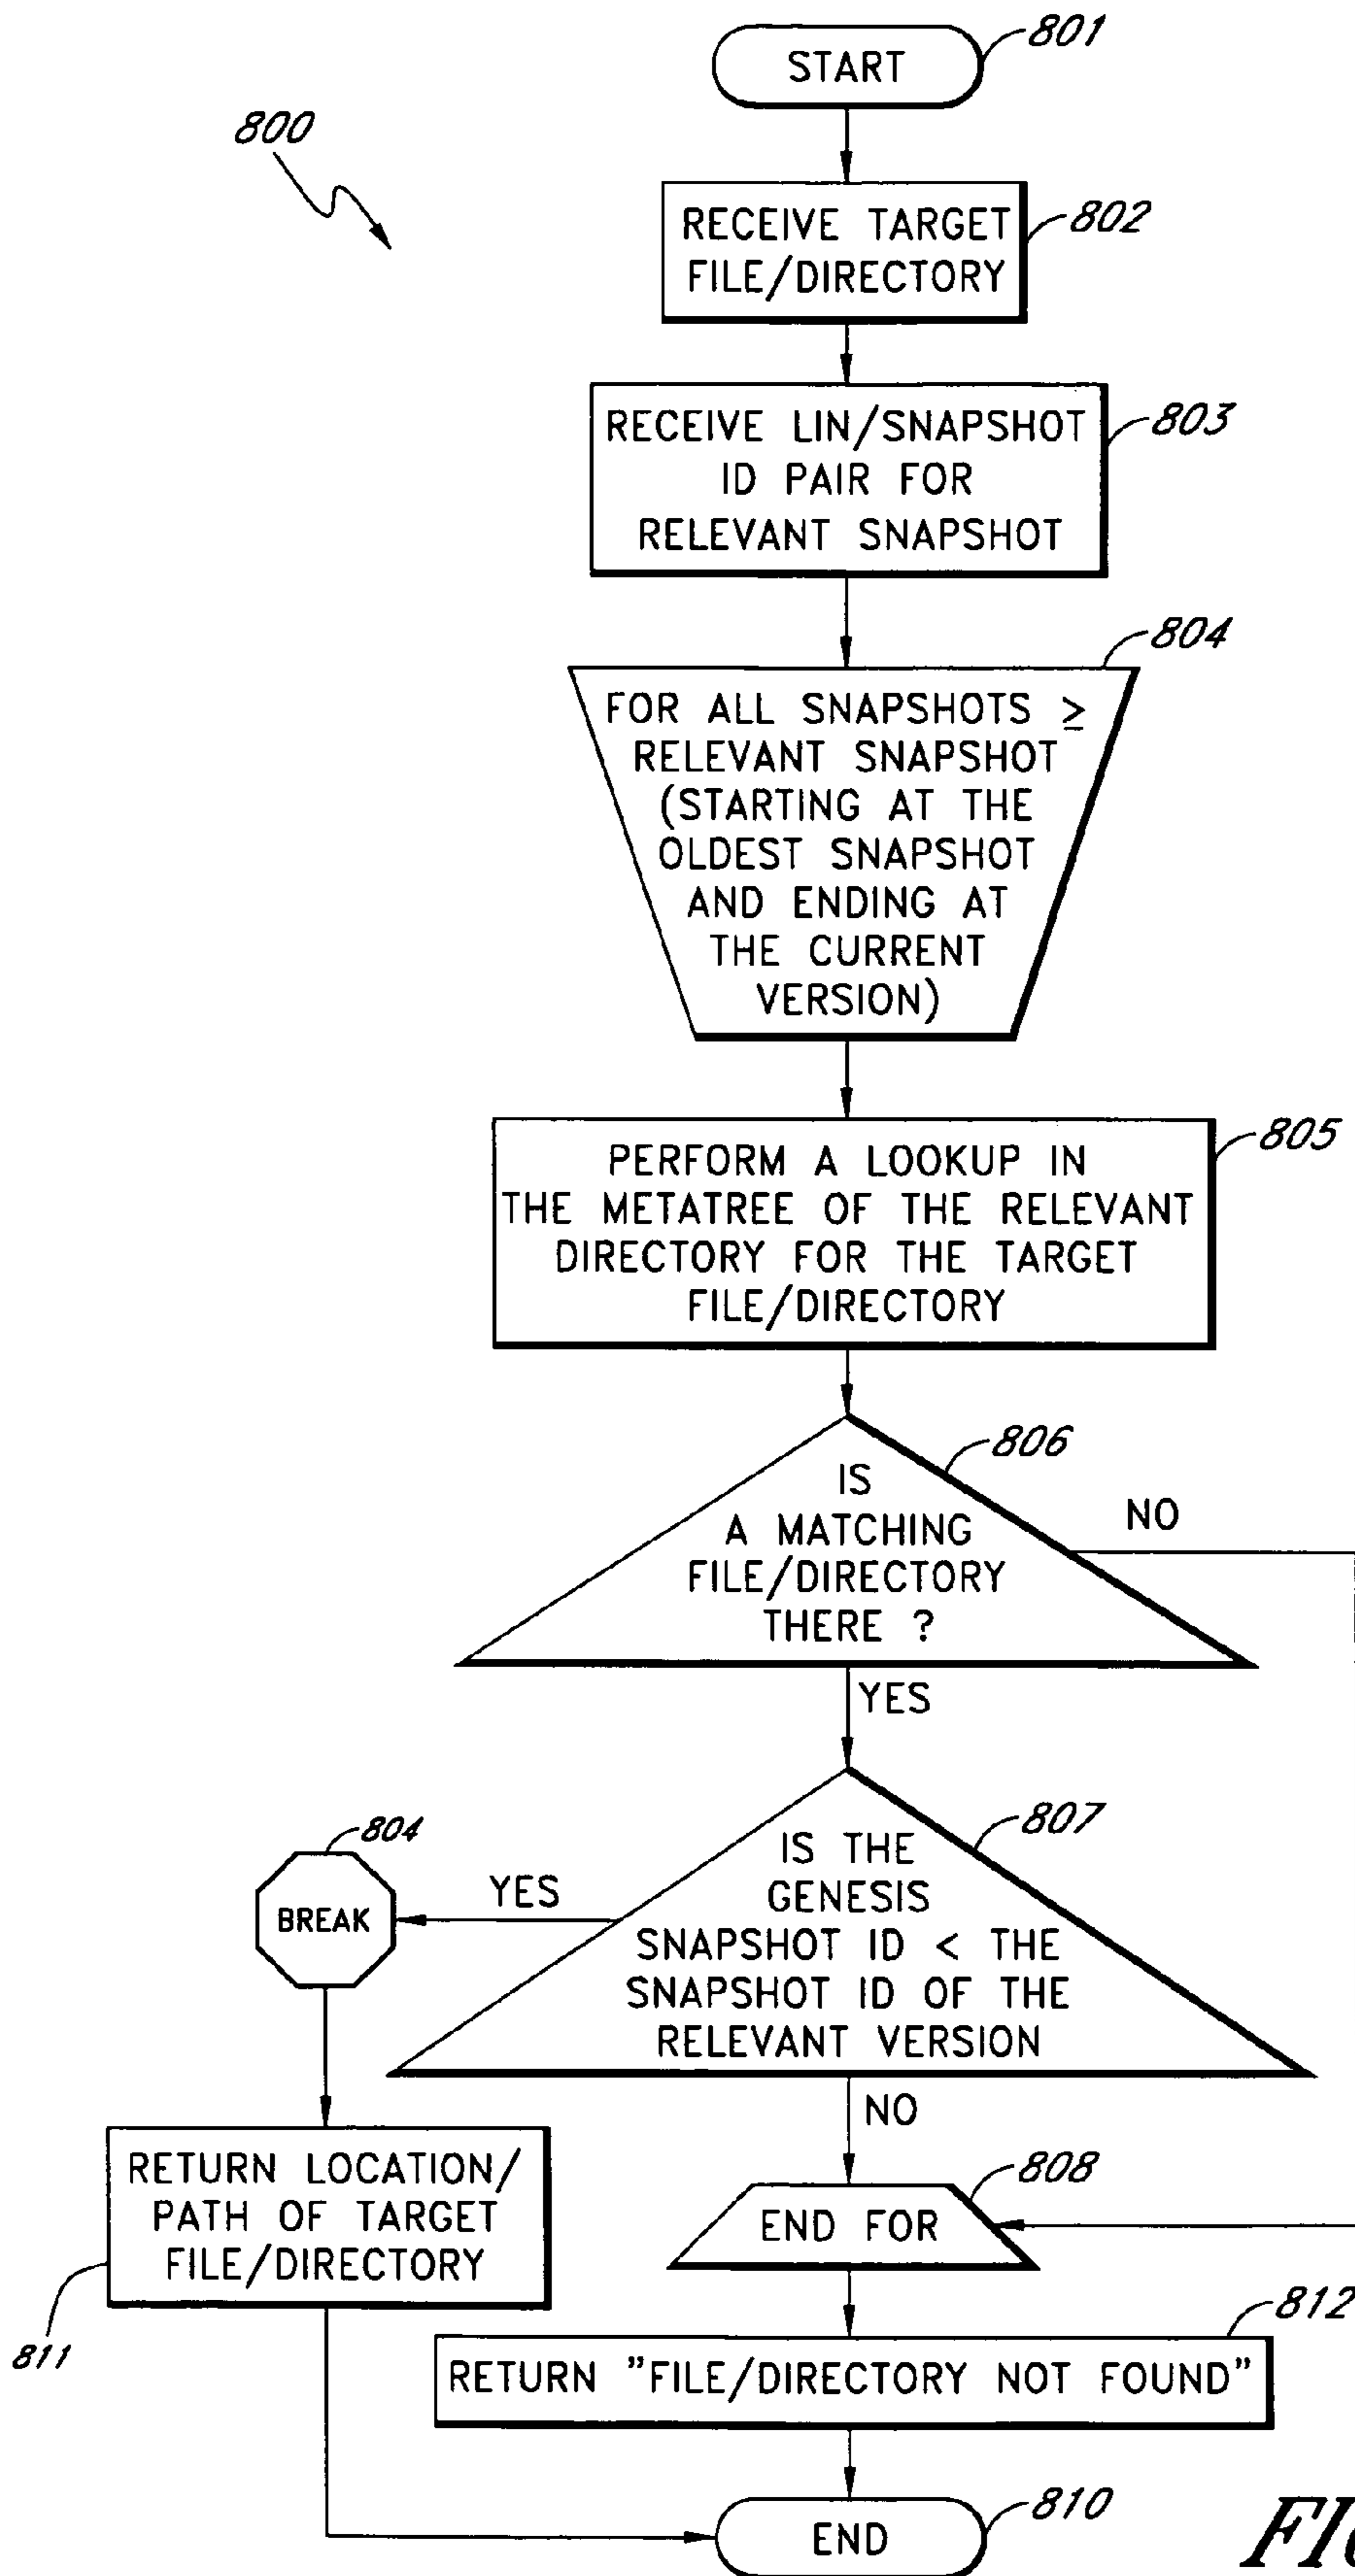 801
START
800
802
RECEIVE TARGET
FILE/DIRECTORY
803
RECEIVE LIN/SNAPSHOT
ID PAIR FOR
RELEVANT SNAPSHOT
804
FOR ALL SNAPSHOTS ≥
RELEVANT SNAPSHOT
(STARTING AT THE
OLDEST SNAPSHOT
AND ENDING AT
THE CURRENT
VERSION)
805
PERFORM A LOOKUP IN
THE METATREE OF THE RELEVANT
DIRECTORY FOR THE TARGET
FILE/DIRECTORY
806
IS
A MATCHING
FILE/DIRECTORY
THERE ?
NO
YES
807
IS THE
GENESIS
SNAPSHOT ID < THE
SNAPSHOT ID OF THE
RELEVANT VERSION
YES
804
BREAK
NO
808
END FOR
RETURN LOCATION/
PATH OF TARGET
FILE/DIRECTORY
811
812
RETURN "FILE/DIRECTORY NOT FOUND"
810
END